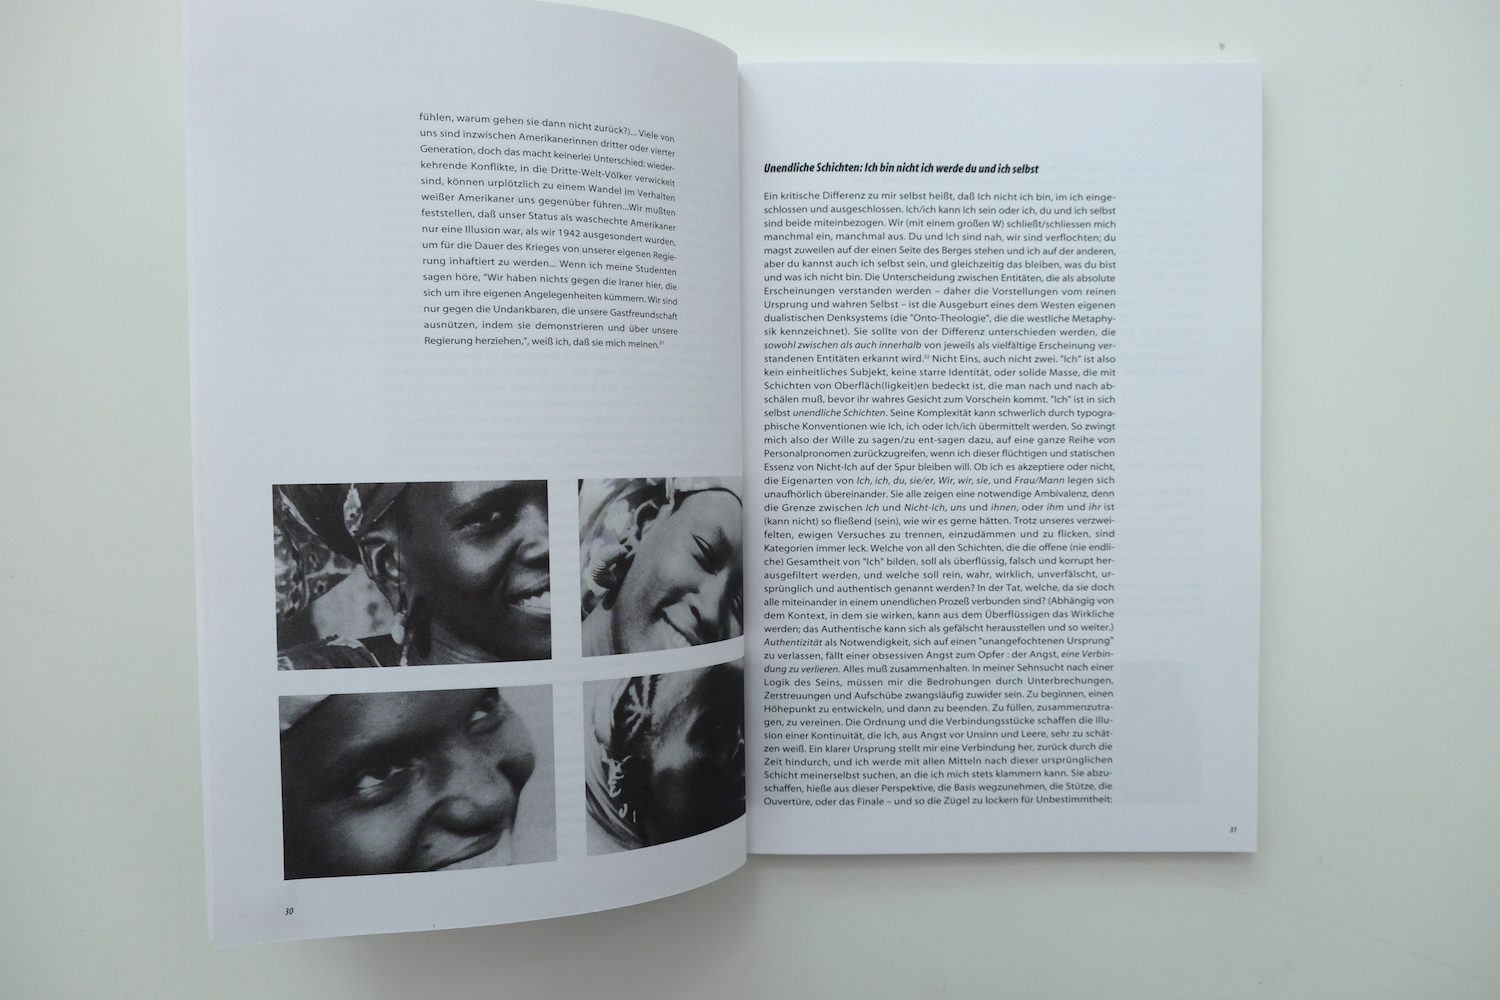 fühlen, warum gehen sie dann nicht zurück?)... Viele von
uns sind inzwischen Amerikanerinnen dritter oder vierter
Generation, doch das macht keinerlei Unterschied: wieder-
kehrende Konflikte, in die Dritte-Welt-Völker verwickelt
sind, können urplötzlich zu einem Wandel im Verhalten
weißer Amerikaner uns gegenüber führen...Wir mußten
feststellen, daß unser Status als waschechte Amerikaner
nur eine Illusion war, als wir 1942 ausgesondert wurden,
um für die Dauer des Krieges von unserer eigenen Regie-
rung inhaftiert zu werden... Wenn ich meine Studenten
sagen höre, "Wir haben nichts gegen die Iraner hier, die
sich um ihre eigenen Angelegenheiten kümmern. Wir sind
nur gegen die Undankbaren, die unsere Gastfreundschaft
ausnützen, indem sie demonstrieren und über unsere
Regierung herziehen,", weiß ich, daß sie mich meinen.²¹
30
Unendliche Schichten: Ich bin nicht ich werde du und ich selbst
Ein kritische Differenz zu mir selbst heißt, daß Ich nicht ich bin, im ich einge-
schlossen und ausgeschlossen. Ich/ich kann Ich sein oder ich, du und ich selbst
sind beide miteinbezogen. Wir (mit einem großen W) schließt/schliessen mich
manchmal ein, manchmal aus. Du und Ich sind nah, wir sind verflochten; du
magst zuweilen auf der einen Seite des Berges stehen und ich auf der anderen,
aber du kannst auch ich selbst sein, und gleichzeitig das bleiben, was du bist
und was ich nicht bin. Die Unterscheidung zwischen Entitäten, die als absolute
Erscheinungen verstanden werden – daher die Vorstellungen vom reinen
Ursprung und wahren Selbst – ist die Ausgeburt eines dem Westen eigenen
dualistischen Denksystems (die "Onto-Theologie", die die westliche Metaphy-
sik kennzeichnet). Sie sollte von der Differenz unterschieden werden, die
sowohl zwischen als auch innerhalb von jeweils als vielfältige Erscheinung ver-
standenen Entitäten erkannt wird.²² Nicht Eins, auch nicht zwei. "Ich" ist also
kein einheitliches Subjekt, keine starre Identität, oder solide Masse, die mit
Schichten von Oberfläch(ligkeit)en bedeckt ist, die man nach und nach ab-
schälen muß, bevor ihr wahres Gesicht zum Vorschein kommt. "Ich" ist in sich
selbst unendliche Schichten. Seine Komplexität kann schwerlich durch typogra-
phische Konventionen wie Ich, ich oder Ich/ich übermittelt werden. So zwingt
mich also der Wille zu sagen/zu ent-sagen dazu, auf eine ganze Reihe von
Personalpronomen zurückzugreifen, wenn ich dieser flüchtigen und statischen
Essenz von Nicht-Ich auf der Spur bleiben will. Ob ich es akzeptiere oder nicht,
die Eigenarten von Ich, ich, du, sie/er, Wir, wir, sie, und Frau/Mann legen sich
unaufhörlich übereinander. Sie alle zeigen eine notwendige Ambivalenz, denn
die Grenze zwischen Ich und Nicht-Ich, uns und ihnen, oder ihm und ihr ist
(kann nicht) so fließend (sein), wie wir es gerne hätten. Trotz unseres verzwei-
felten, ewigen Versuches zu trennen, einzudämmen und zu flicken, sind
Kategorien immer leck. Welche von all den Schichten, die die offene (nie endli-
che) Gesamtheit von "Ich" bilden, soll als überflüssig, falsch und korrupt her-
ausgefiltert werden, und welche soll rein, wahr, wirklich, unverfälscht, ur-
sprünglich und authentisch genannt werden? In der Tat, welche, da sie doch
alle miteinander in einem unendlichen Prozeß verbunden sind? (Abhängig von
dem Kontext, in dem sie wirken, kann aus dem Überflüssigen das Wirkliche
werden; das Authentische kann sich als gefälscht herausstellen und so weiter.)
Authentizität als Notwendigkeit, sich auf einen "unangefochtenen Ursprung"
zu verlassen, fällt einer obsessiven Angst zum Opfer : der Angst, eine Verbin-
dung zu verlieren. Alles muß zusammenhalten. In meiner Sehnsucht nach einer
Logik des Seins, müssen mir die Bedrohungen durch Unterbrechungen,
Zerstreuungen und Aufschübe zwangsläufig zuwider sein. Zu beginnen, einen
Höhepunkt zu entwickeln, und dann zu beenden. Zu füllen, zusammenzutra-
gen, zu vereinen. Die Ordnung und die Verbindungsstücke schaffen die Illu-
sion einer Kontinuität, die Ich, aus Angst vor Unsinn und Leere, sehr zu schät-
zen weiß. Ein klarer Ursprung stellt mir eine Verbindung her, zurück durch die
Zeit hindurch, und ich werde mit allen Mitteln nach dieser ursprünglichen
Schicht meinerselbst suchen, an die ich mich stets klammern kann. Sie abzu-
schaffen, hieße aus dieser Perspektive, die Basis wegzunehmen, die Stütze, die
Ouvertüre, oder das Finale – und so die Zügel zu lockern für Unbestimmtheit:
31